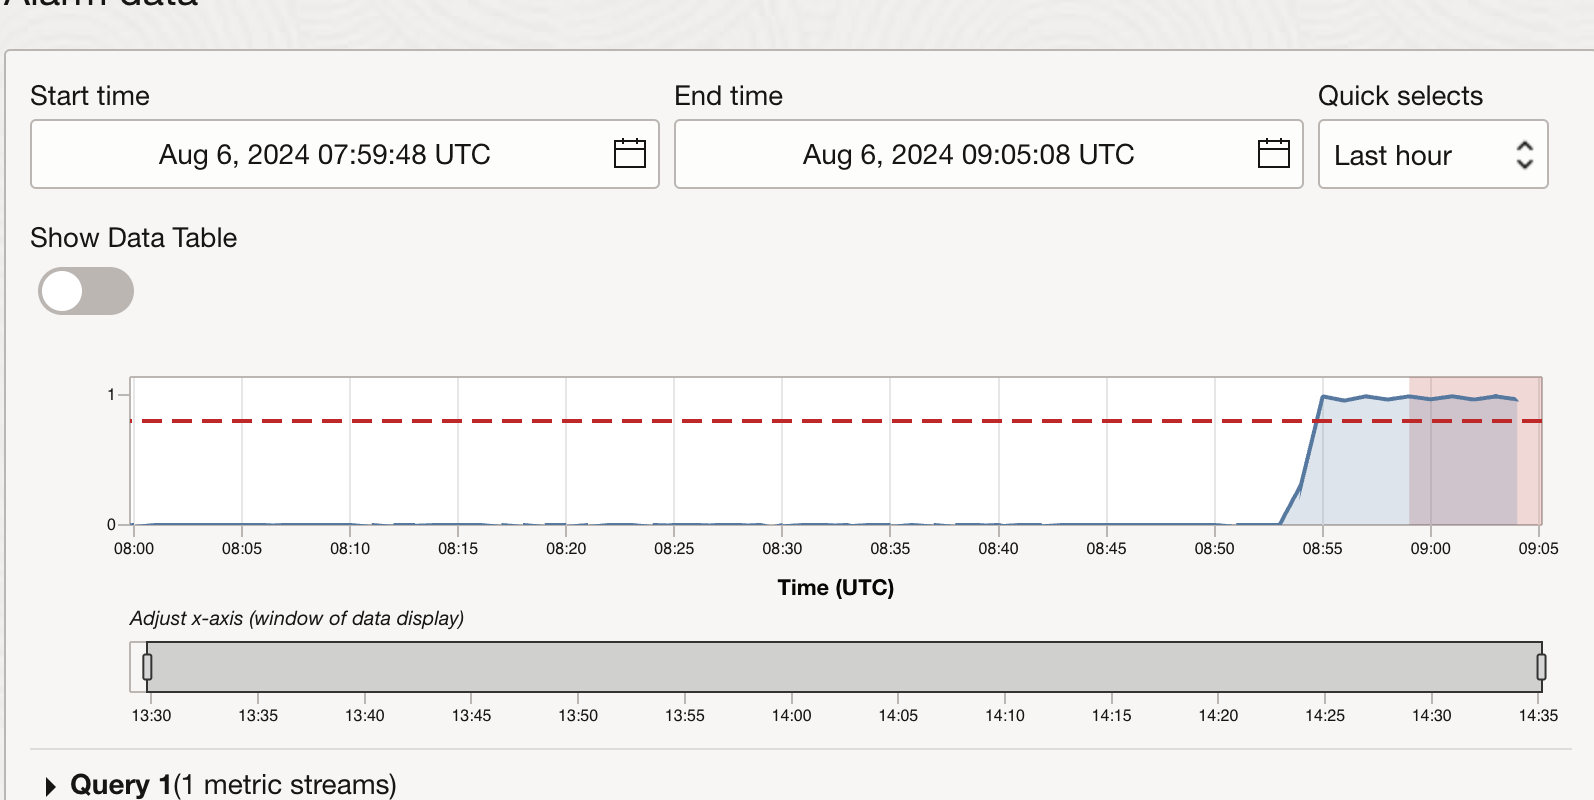 Alarm data
Start time
End time
Quick selects
Aug 6, 2024 07:59:48 UTC
Aug 6, 2024 09:05:08 UTC
Last hour
Show Data Table
1
0
08:00 08:05 08:10 08:15 08:20 08:25 08:30 08:35 08:40 08:45 08:50 08:55 09:00 09:05
Time (UTC)
Adjust x-axis (window of data display)
13:30 13:35 13:40 13:45 13:50 13:55 14:00 14:05 14:10 14:15 14:20 14:25 14:30 14:35
Query 1(1 metric streams)